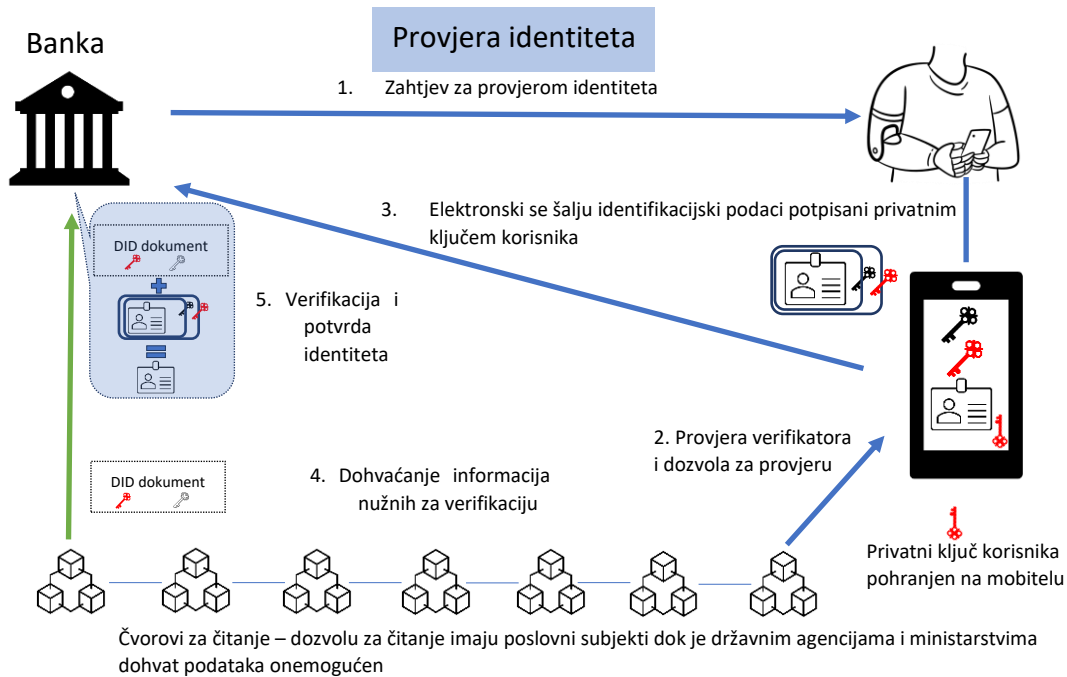 Banka
Provjera identiteta
1. Zahtjev za provjerom identiteta
3. Elektronski se šalju identifikacijski podaci potpisani privatnim
ključem korisnika
DID dokument
5. Verifikacija i
potvrda
identiteta
2. Provjera verifikatora
i dozvola za provjeru
4. Dohvaćanje informacija
nužnih za verifikaciju
DID dokument
Privatni ključ korisnika
pohranjen na mobitelu
Čvorovi za čitanje – dozvolu za čitanje imaju poslovni subjekti dok je državnim agencijama i ministarstvima
dohvat podataka onemogućen